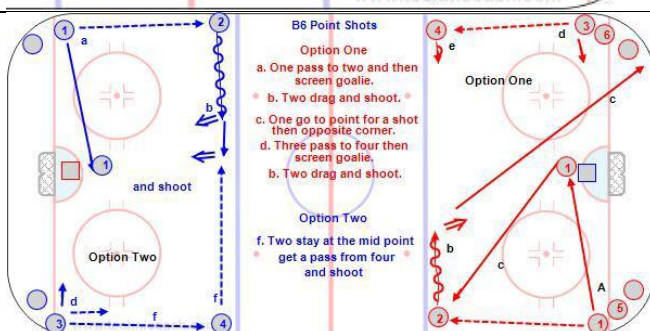 B6 Point Shots
Option One
a. One pass to two and then
screen goalie.
b. Two drag and shoot.
c. One go to point for a shot
then opposite corner.
d. Three pass to four then
screen goalie.
b. Two drag and shoot.
Option Two
f. Two stay at the mid point
get a pass from four
and shoot
1
a
2
b
1
and shoot
Option Two
d
3
f
f
4
4
e
d
3
6
Option One
c
1
b
c
A
2
1
5